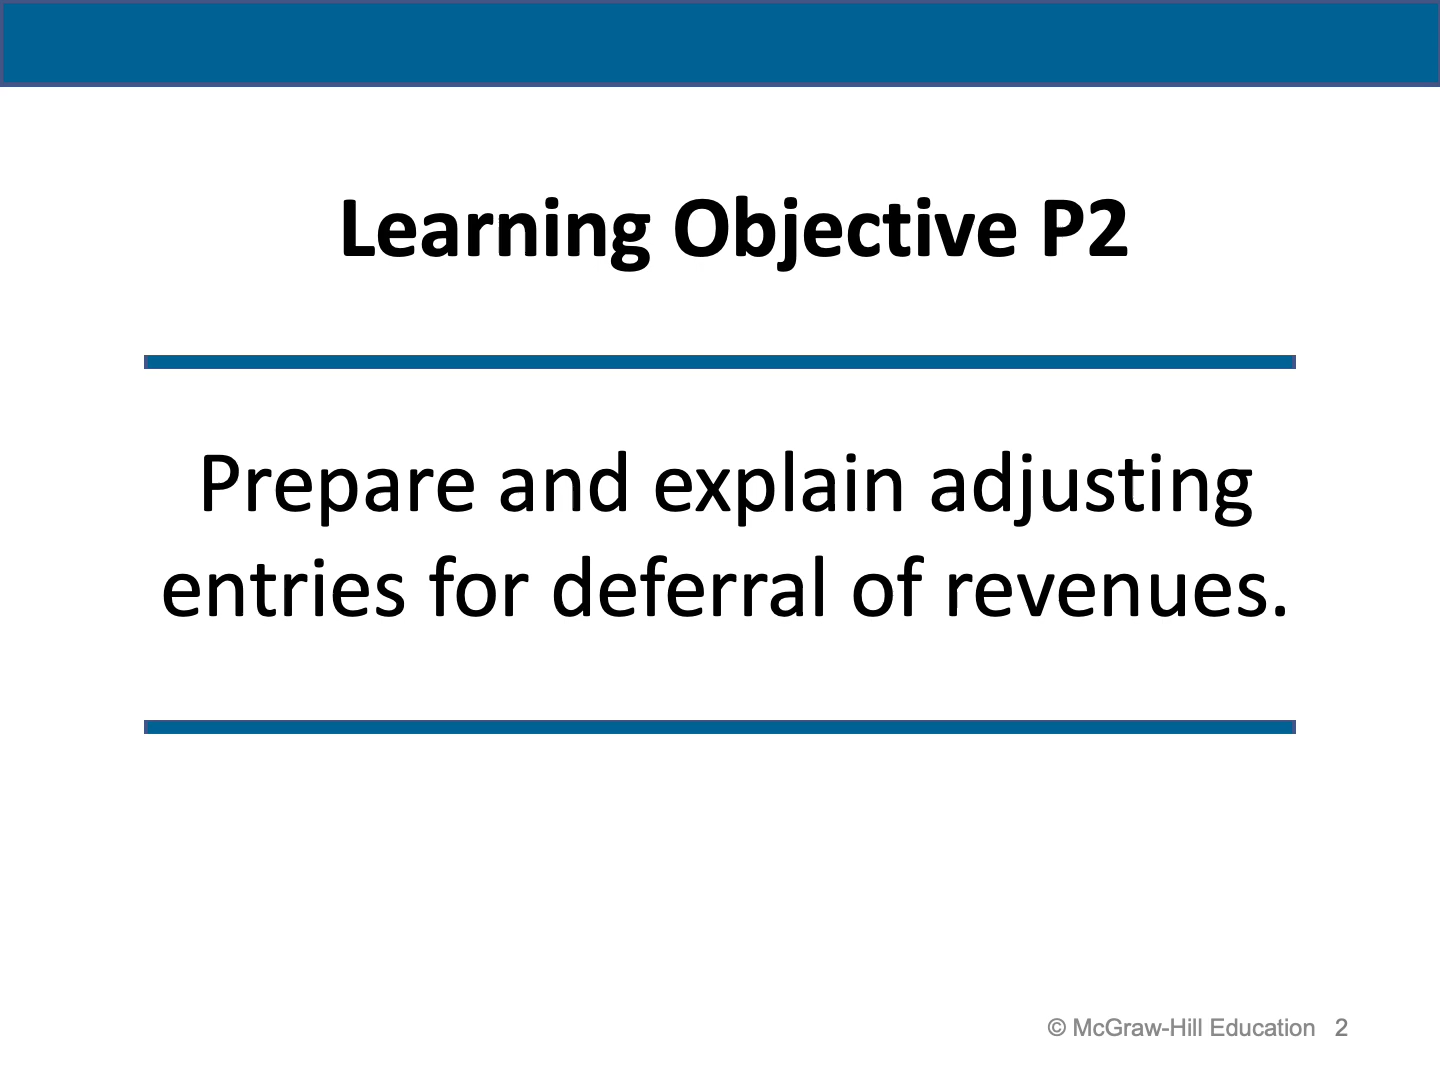 Learning Objective P2
Prepare and explain adjusting
entries for deferral of revenues.
© McGraw-Hill Education 2